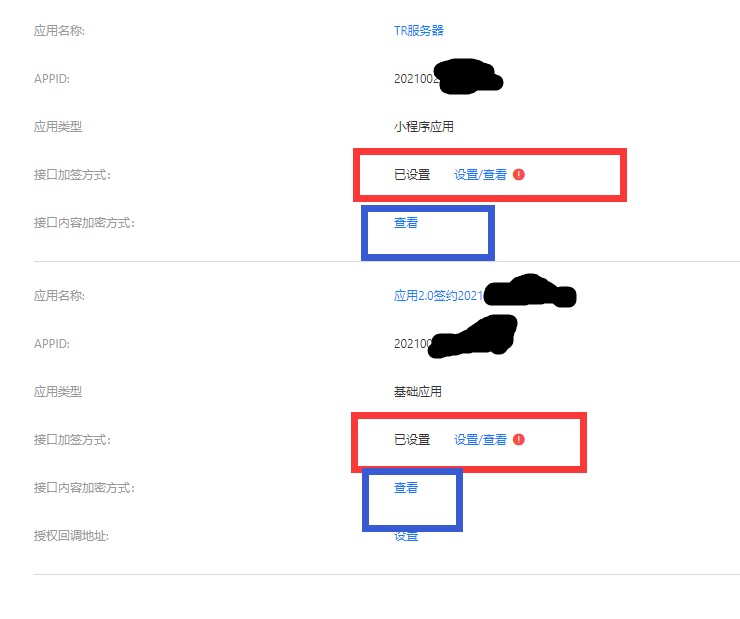 应用名称: TR服务器
APPID: 202100
应用类型 小程序应用
接口加签方式: 已设置 设置/查看
接口内容加密方式: 查看
应用名称: 应用2.0签约2021
APPID: 20210
应用类型 基础应用
接口加签方式: 已设置 设置/查看
接口内容加密方式: 查看
授权回调地址: 设置